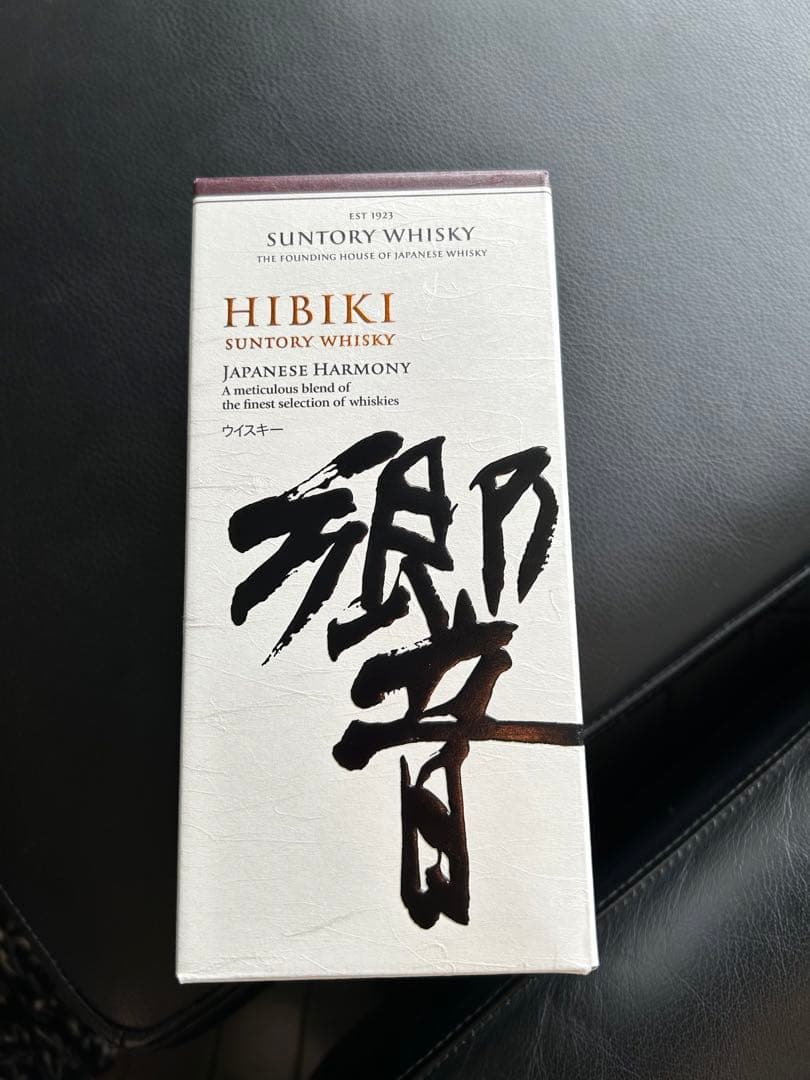 EST 1923
SUNTORY WHISKY
THE FOUNDING HOUSE OF JAPANESE WHISKY
HIBIKI
SUNTORY WHISKY
JAPANESE HARMONY
A meticulous blend of
the finest selection of whiskies
ウイスキー
響